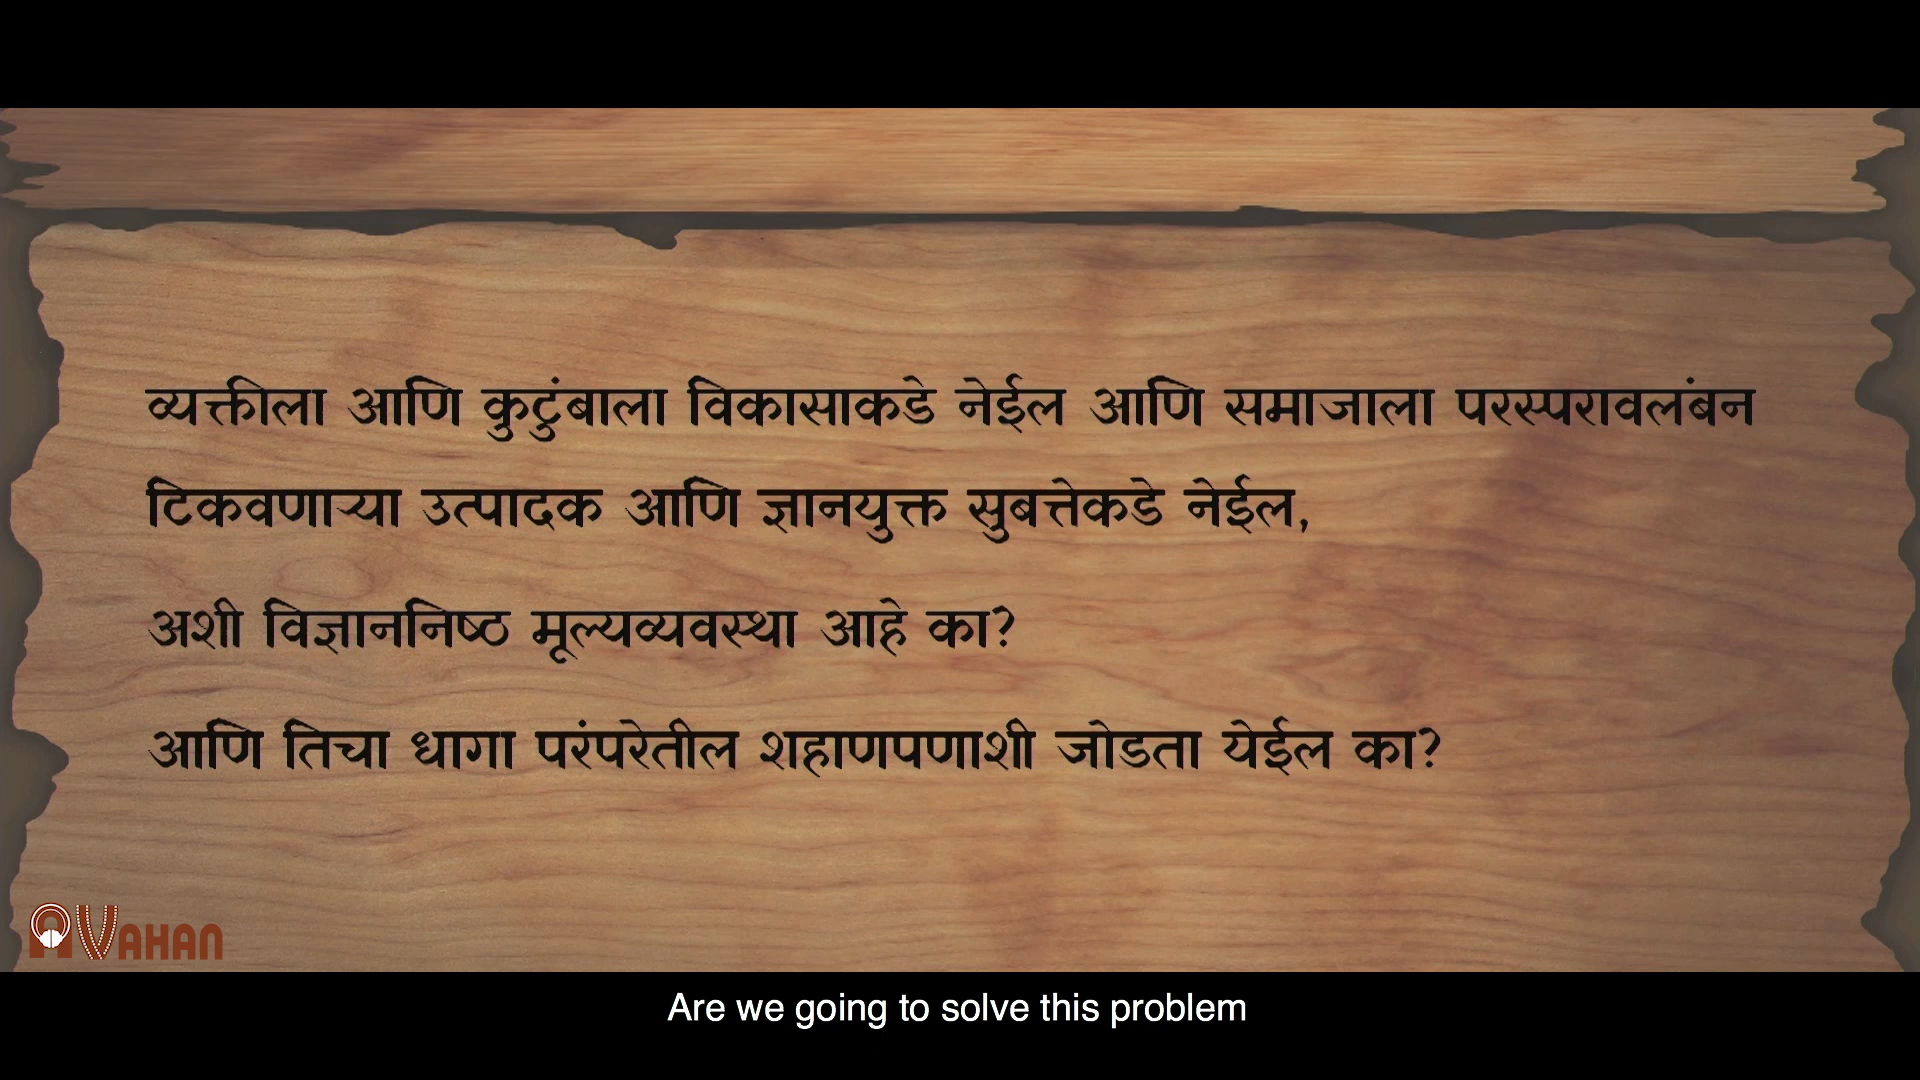 व्यक्तीला आणि कुटुंबाला विकासाकडे नेईल आणि समाजाला परस्परावलंबन
टिकवणाऱ्या उत्पादक आणि ज्ञानयुक्त सुबत्तेकडे नेईल,
अशी विज्ञाननिष्ठ मूल्यव्यवस्था आहे का?
आणि तिचा धागा परंपरेतील शहाणपणाशी जोडता येईल का?
AVAHAN
Are we going to solve this problem